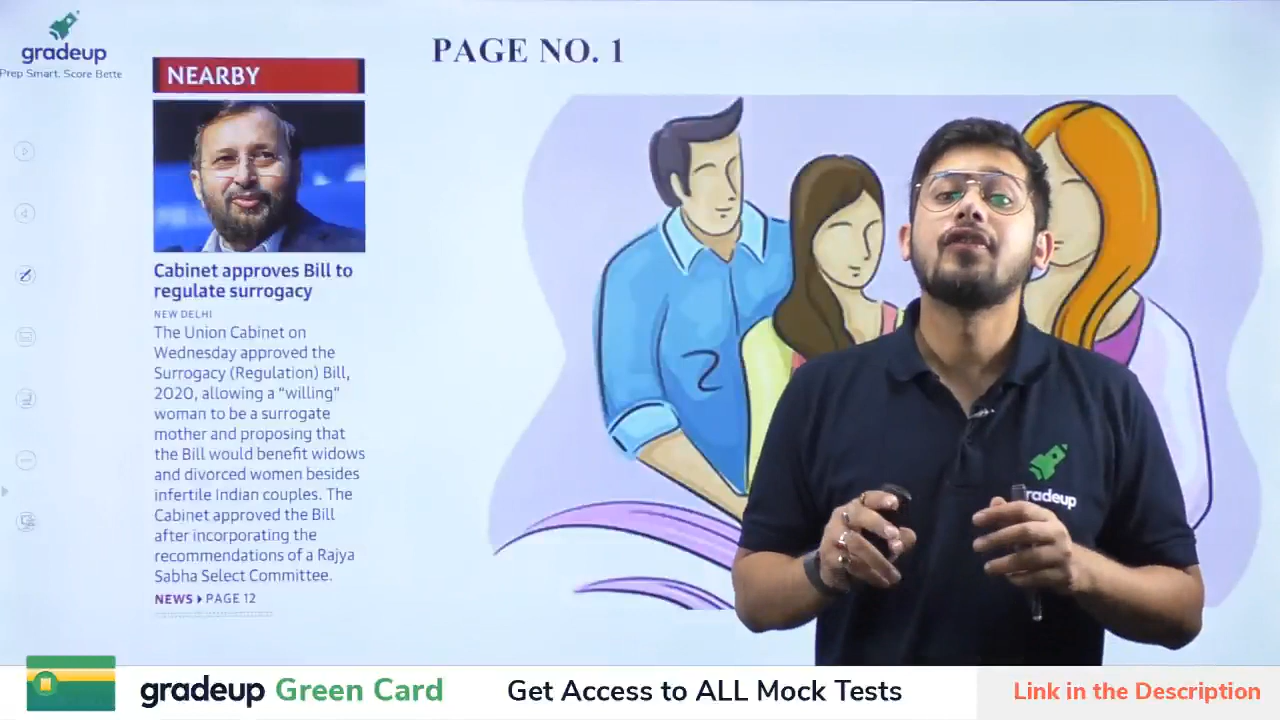 gradeup
Prep Smart. Score Bette
PAGE NO. 1
NEARBY
Cabinet approves Bill to
regulate surrogacy
NEW DELHI
The Union Cabinet on
Wednesday approved the
Surrogacy (Regulation) Bill,
2020, allowing a “willing”
woman to be a surrogate
mother and proposing that
the Bill would benefit widows
and divorced women besides
infertile Indian couples. The
Cabinet approved the Bill
after incorporating the
recommendations of a Rajya
Sabha Select Committee.
NEWS PAGE 12
gradeup
gradeup Green Card
Get Access to ALL Mock Tests
Link in the Description